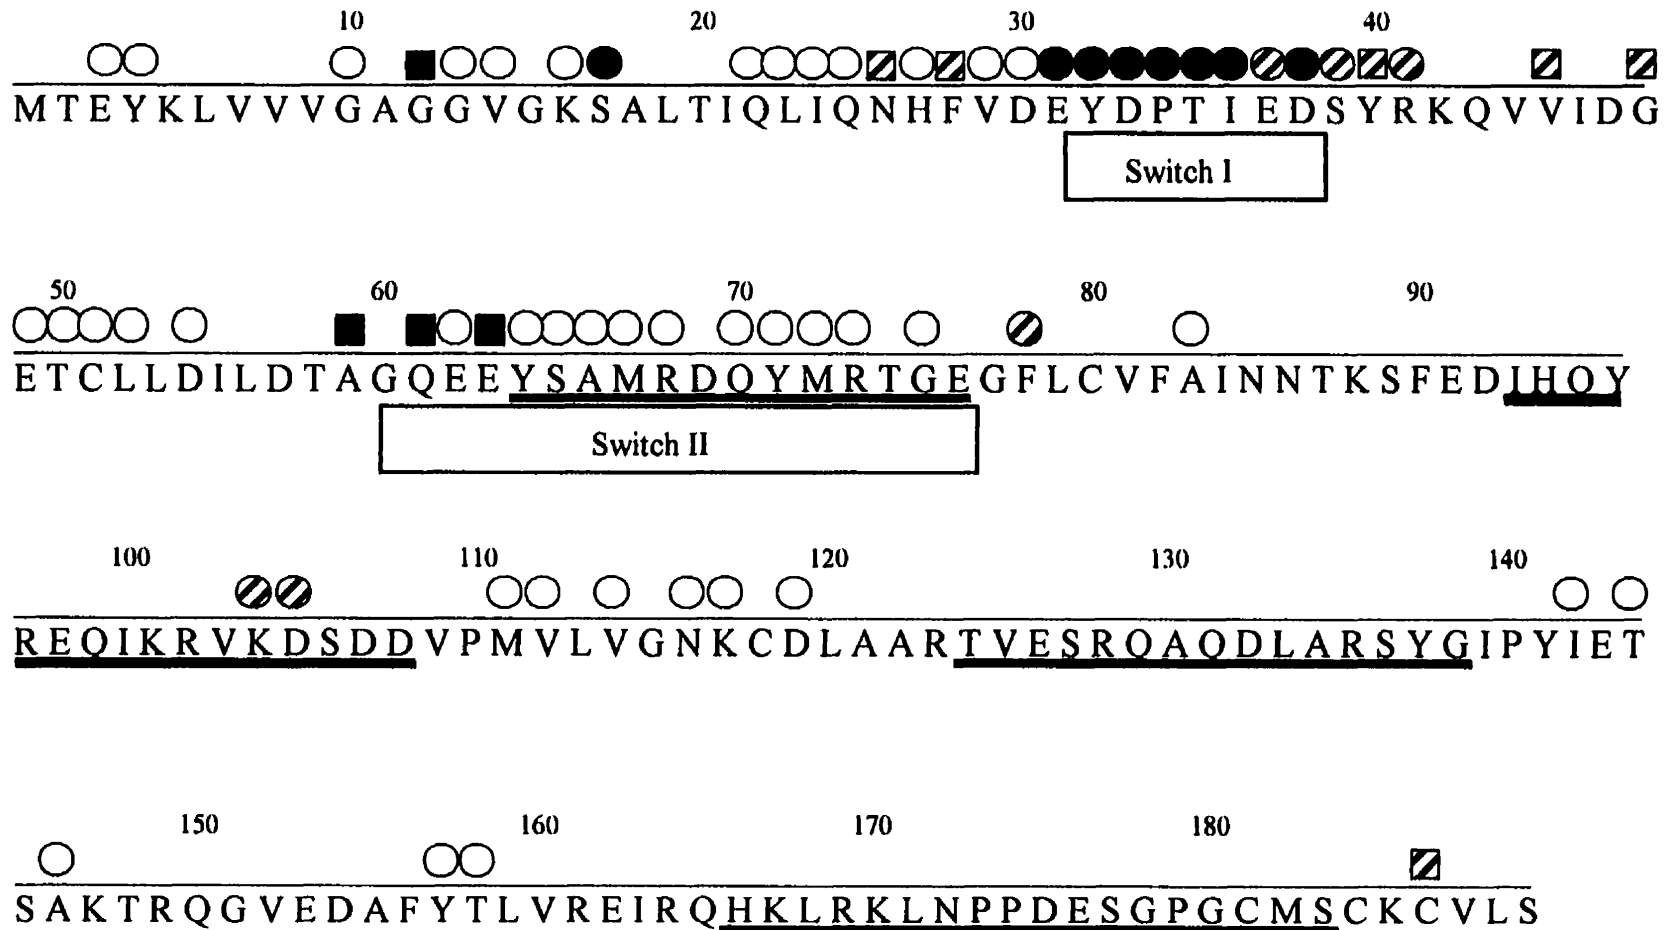 10 20 30 40
M T E Y K L V V V G A G G V G K S A L T I Q L I Q N H F V D E Y D P T I E D S Y R K Q V V I D G
Switch I
50 60 70 80 90
E T C L L D I L D T A G Q E E Y S A M R D Q Y M R T G E G F L C V F A I N N T K S F E D I H Q Y
Switch II
100 110 120 130 140
R E Q I K R V K D S D D V P M V L V G N K C D L A A R T V E S R Q A Q D L A R S Y G I P Y I E T
150 160 170 180
S A K T R Q G V E D A F Y T L V R E I R Q H K L R K L N P P D E S G P G C M S C K C V L S